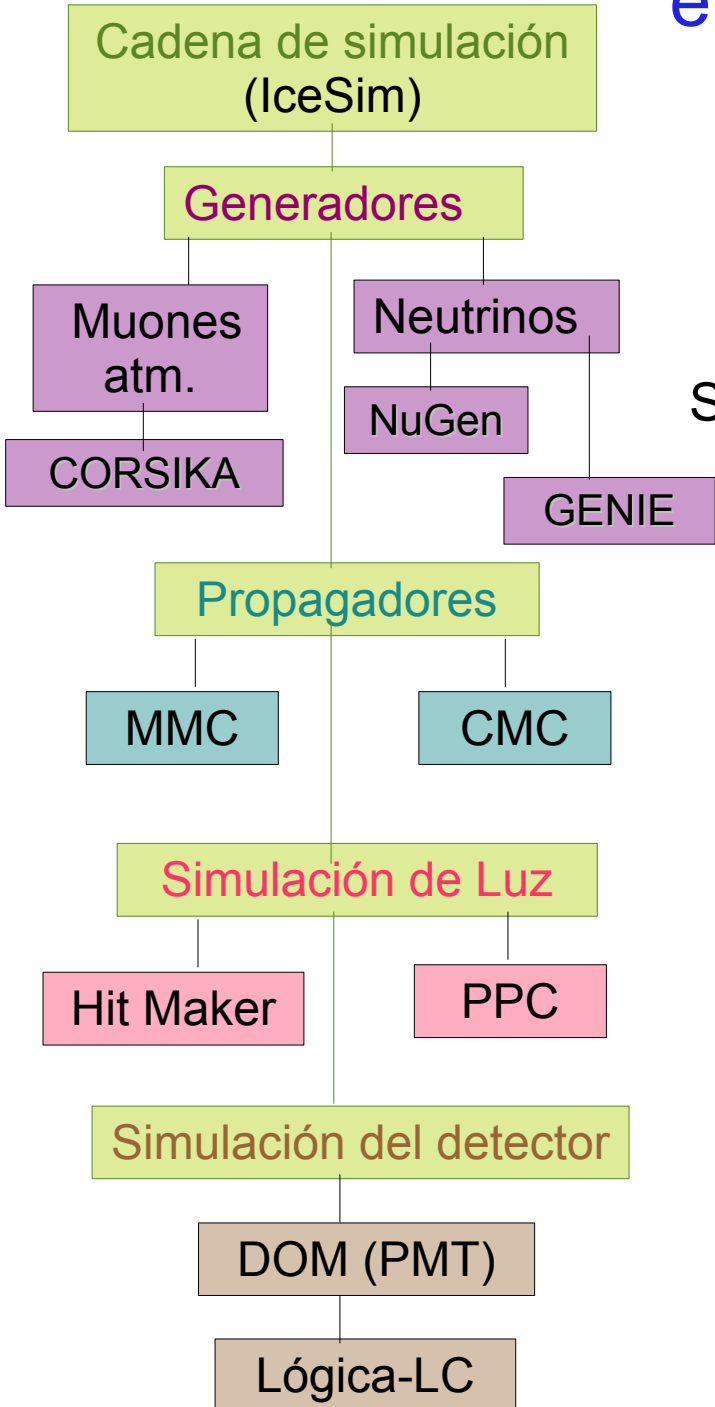 e
Cadena de simulación
(IceSim)
Generadores
Muones
atm.
Neutrinos
NuGen
S
CORSIKA
GENIE
Propagadores
MMC
CMC
Simulación de Luz
Hit Maker
PPC
Simulación del detector
DOM (PMT)
Lógica-LC